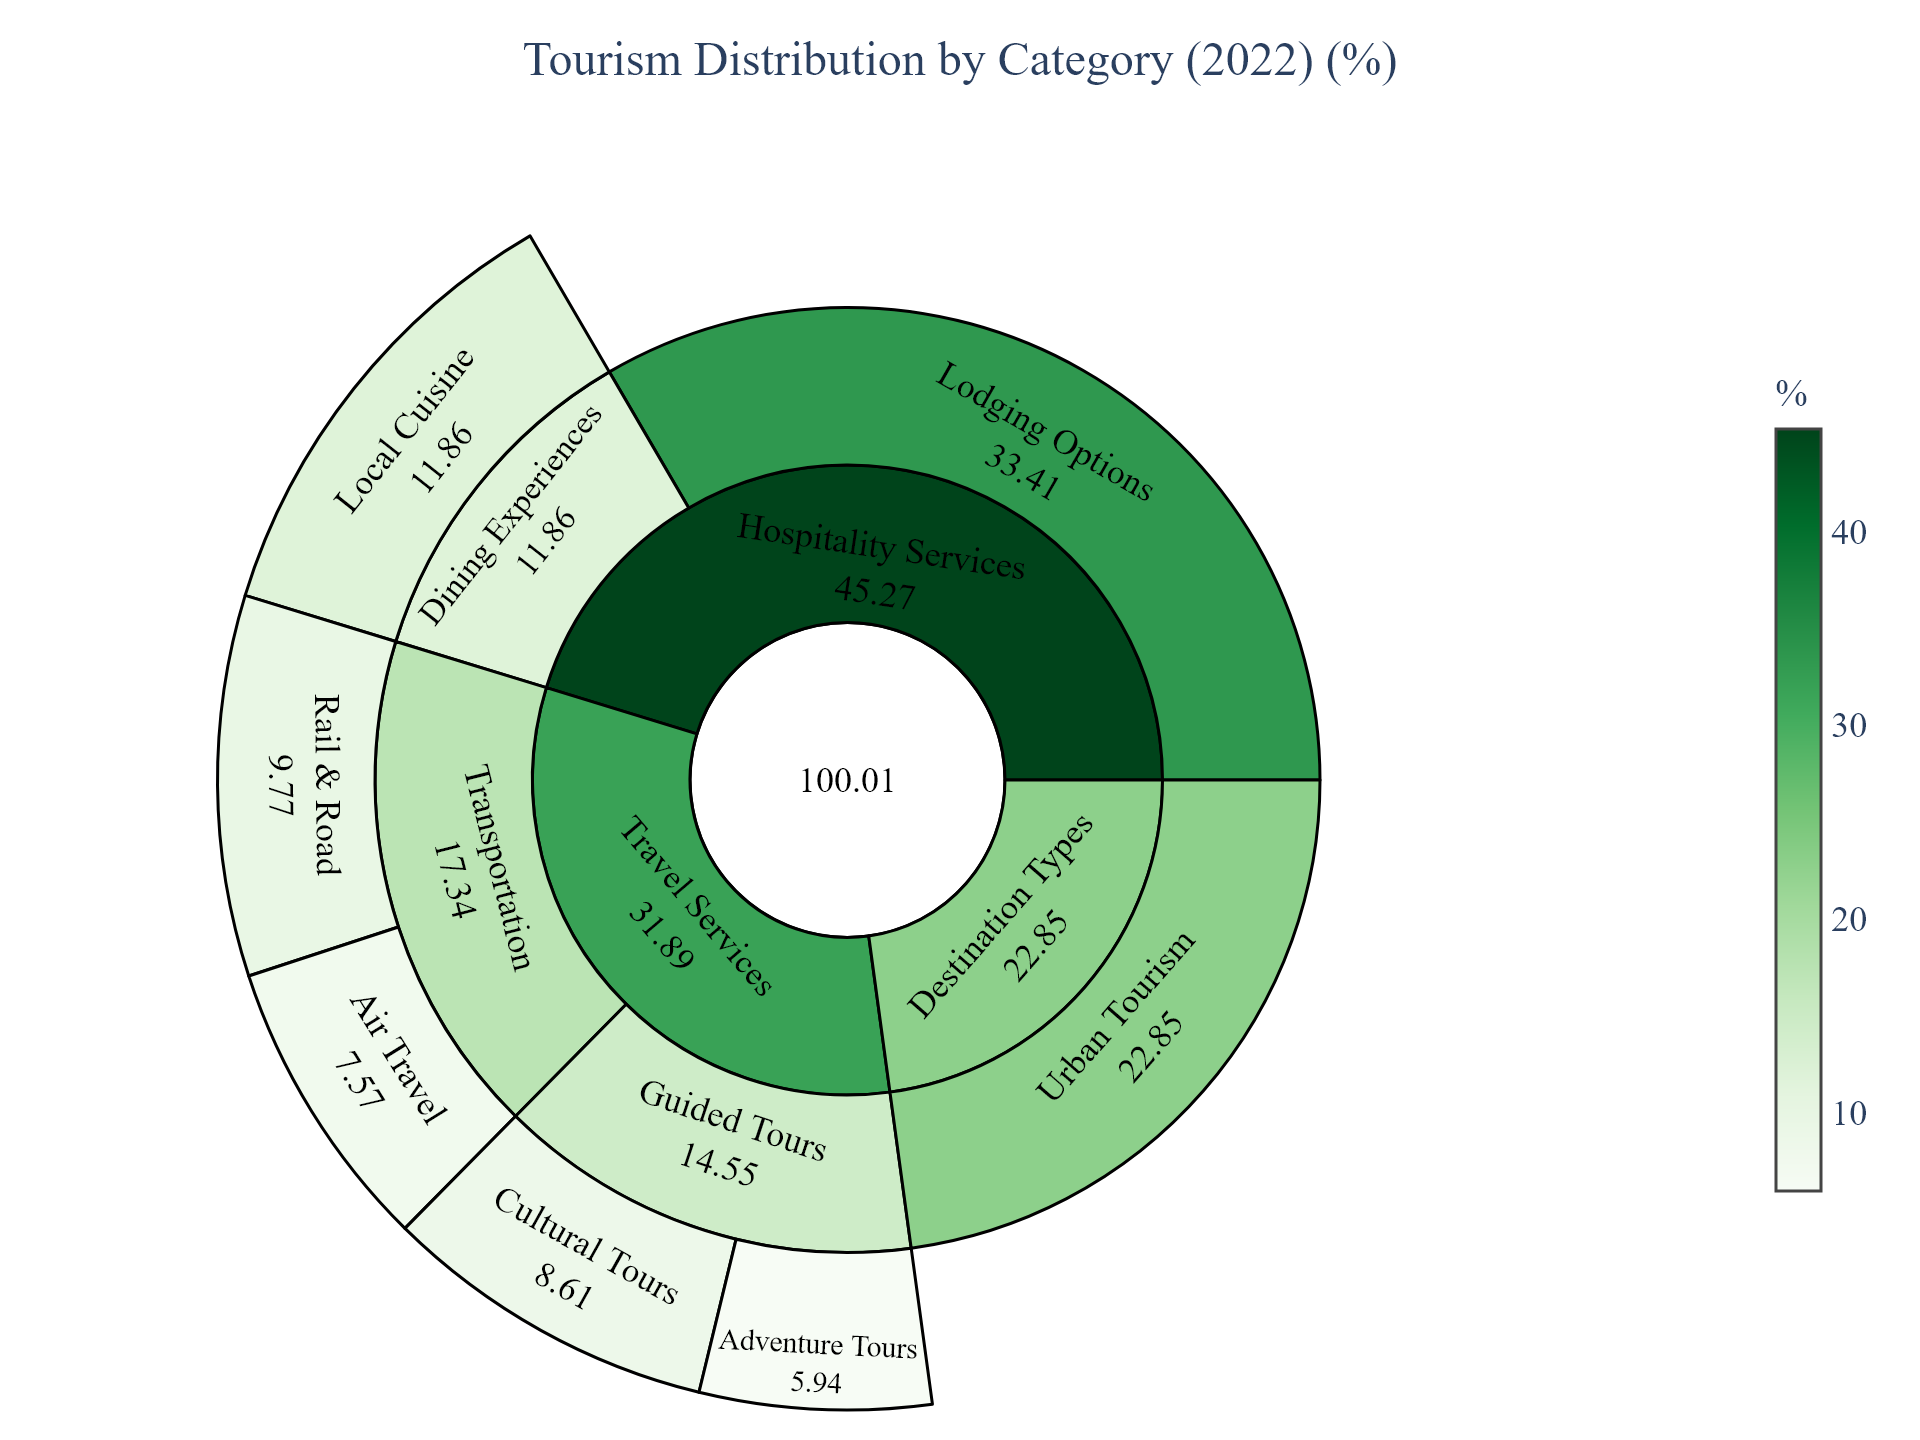 Tourism Distribution by Category (2022) (%)
Local Cuisine
11.86
Dining Experiences
11.86
Lodging Options
33.41
Hospitality Services
45.27
100.01
Rail & Road
9.77
Transportation
17.34
Travel Services
31.89
Destination Types
22.85
Urban Tourism
22.85
Air Travel
7.57
Guided Tours
14.55
Cultural Tours
8.61
Adventure Tours
5.94
%
40
30
20
10